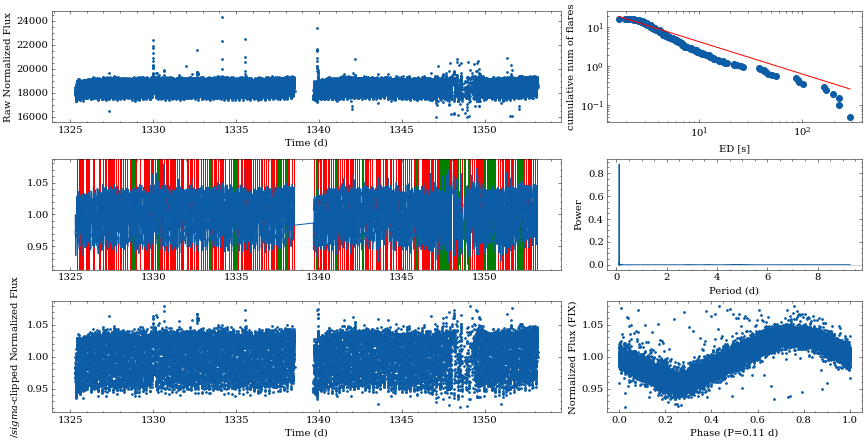 Raw Normalized Flux
24000
22000
20000
18000
16000
1325 1330 1335 1340 1345 1350
Time (d)
cumulative num of flares
10¹
10⁰
10⁻¹
10¹ 10²
ED [s]
1.05
1.00
0.95
1325 1330 1335 1340 1345 1350
Power
0.8
0.6
0.4
0.2
0.0
0 2 4 6 8
Period (d)
/sigma-clipped Normalized Flux
1.05
1.00
0.95
1325 1330 1335 1340 1345 1350
Time (d)
Normalized Flux (FIX)
1.05
1.00
0.95
0.0 0.2 0.4 0.6 0.8 1.0
Phase (P=0.11 d)